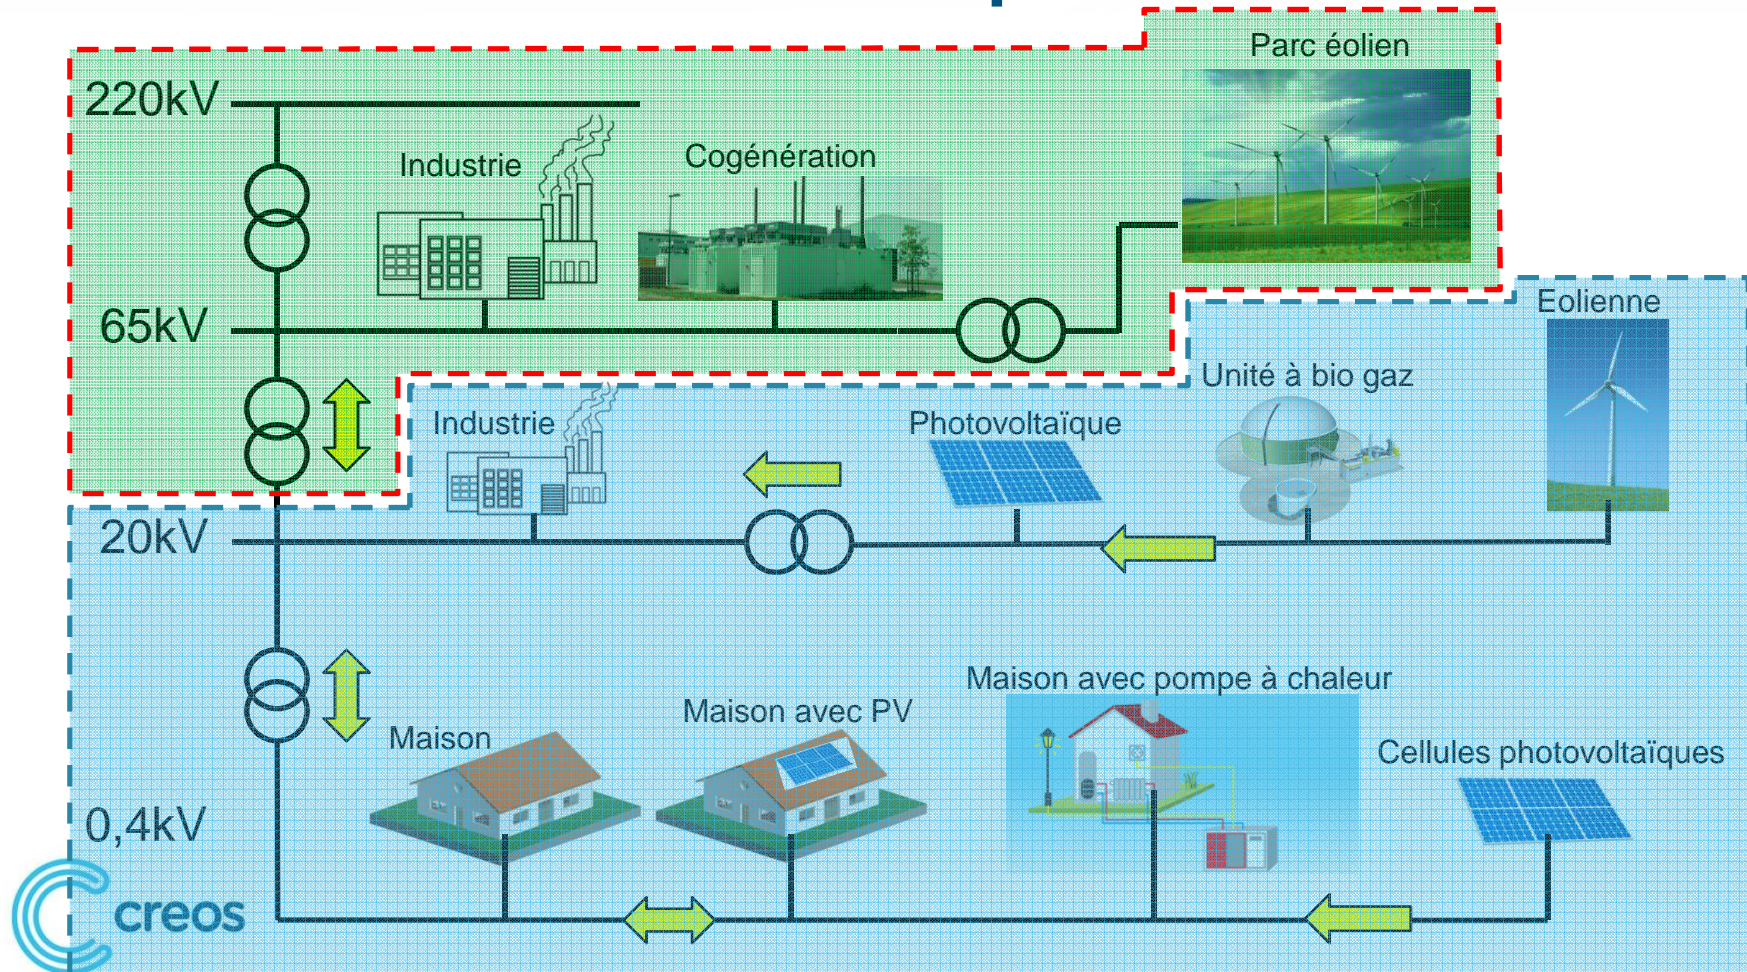 Parc éolien
220kV
Industrie
Cogénération
65kV
Eolienne
Unité à bio gaz
Industrie
Photovoltaïque
20kV
Maison avec pompe à chaleur
Maison avec PV
Maison
Cellules photovoltaïques
0,4kV
creos